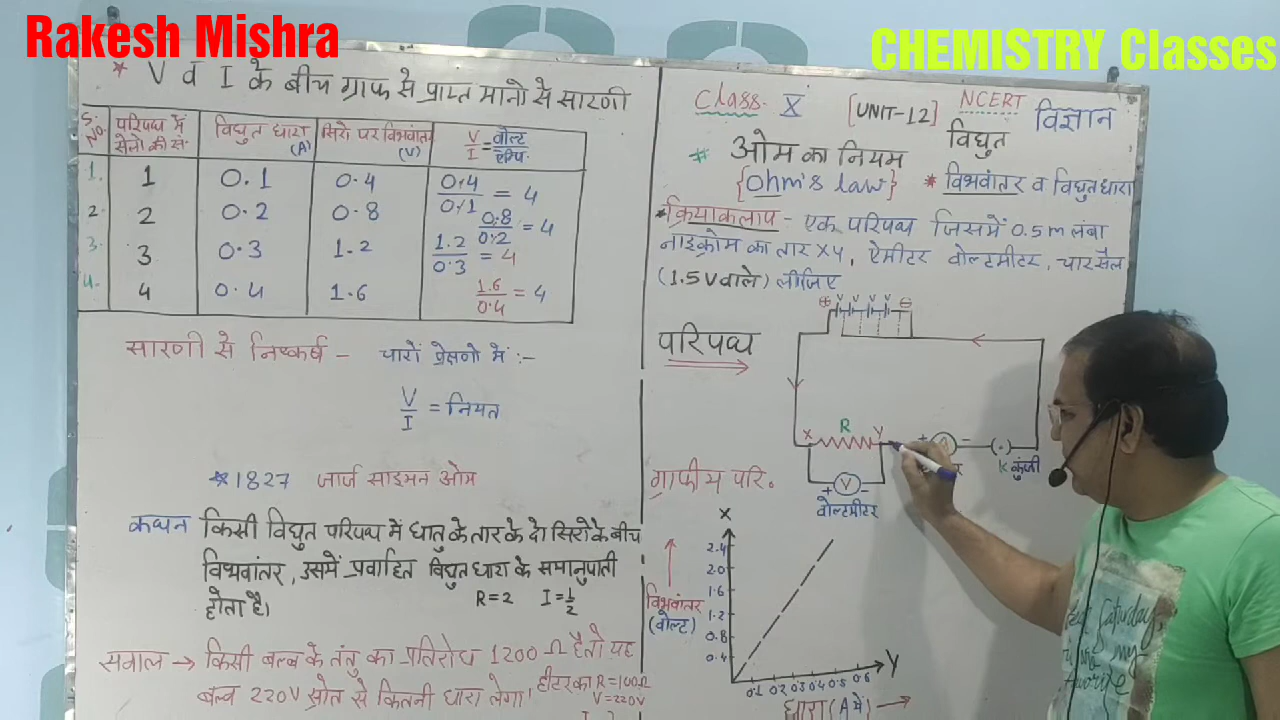 Rakesh Mishra
CHEMISTRY Classes
* V व I के बीच ग्राफ से प्राप्त मानो से सारणी
S. NO. परिपथ में सेलो की सं. विद्युत धारा (A) सिरो पर विभवांतर (V) V/I = वोल्ट/एम्पि.
1. 1 0.1 0.4 0.4/0.1 = 4
2. 2 0.2 0.8 0.8/0.2 = 4
3. 3 0.3 1.2 1.2/0.3 = 4
4. 4 0.4 1.6 1.6/0.4 = 4
सारणी से निष्कर्ष - चारों प्रेक्षणो में :-
V/I = नियत
* 1827 जार्ज साइमन ओम
कथन किसी विद्युत परिपथ में धातु के तार के दो सिरो के बीच
विभवांतर, उसमें प्रवाहित विद्युत धारा के समानुपाती
होता है।
R=2 I=1/2
सवाल → किसी बल्ब के तंतु का प्रतिरोध 1200 Ω है तो यह
बल्ब 220V स्रोत से कितनी धारा लेगा।
हीटर का R=100Ω
V=220V
Class. X [UNIT-12] NCERT विज्ञान
विद्युत
# ओम का नियम
{Ohm's law} * विभवांतर व विद्युत धारा
* क्रियाकलाप - एक परिपथ जिसमें 0.5 m लंबा
नाइक्रोम का तार XY, ऐमीटर वोल्टमीटर, चार सेल
(1.5 V वाले) लीजिए
परिपथ
+ -
X R Y
+ A - K कुंजी
+ V -
वोल्टमीटर
ग्राफीय परि.
X
2.4
2.0
1.6
1.2
0.8
0.4
विभवांतर
(वोल्ट)
Y
0.1 0.2 0.3 0.4 0.5 0.6
धारा (A में) →